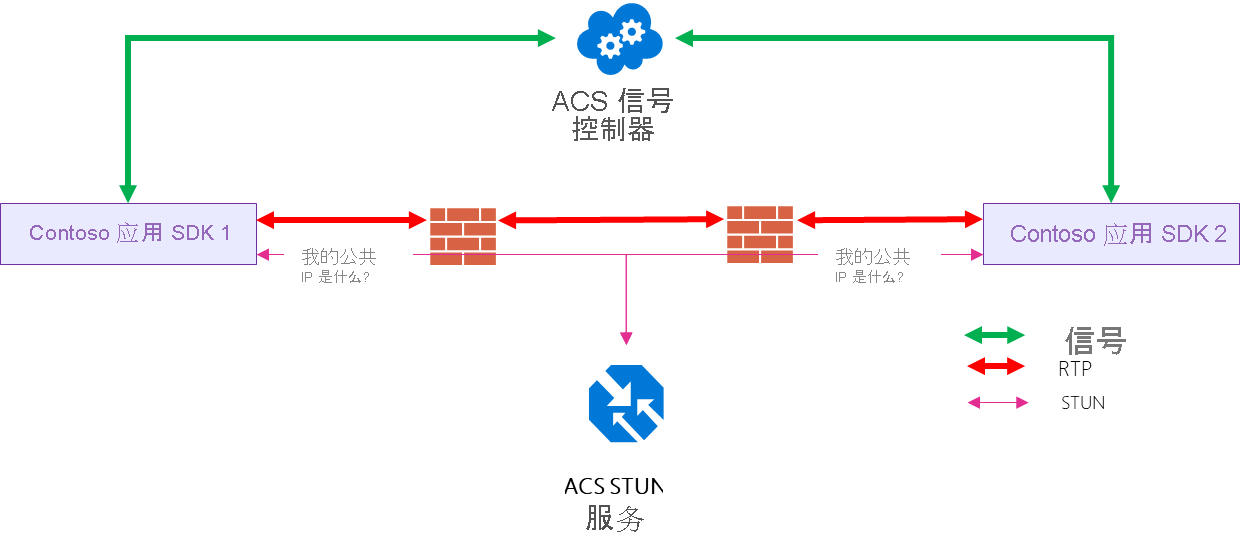 ACS 信号
控制器
Contoso 应用 SDK 1
Contoso 应用 SDK 2
我的公共
IP 是什么?
我的公共
IP 是什么?
信号
RTP
STUN
ACS STUN
服务